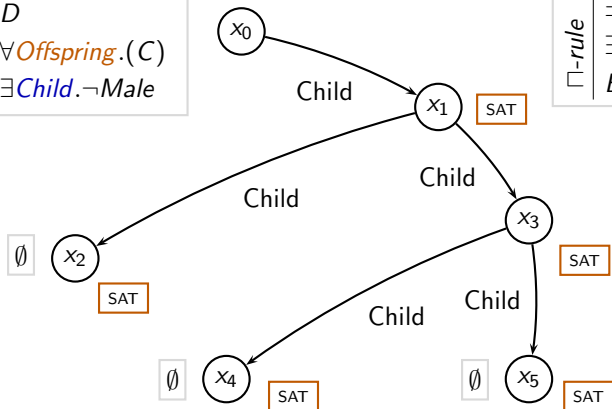 D
∀Offspring.(C)
∃Child.¬Male
⊓-rule
x₀
Child
x₁
SAT
Child
Child
∅
x₂
SAT
x₃
SAT
Child
Child
∅
x₄
SAT
∅
x₅
SAT